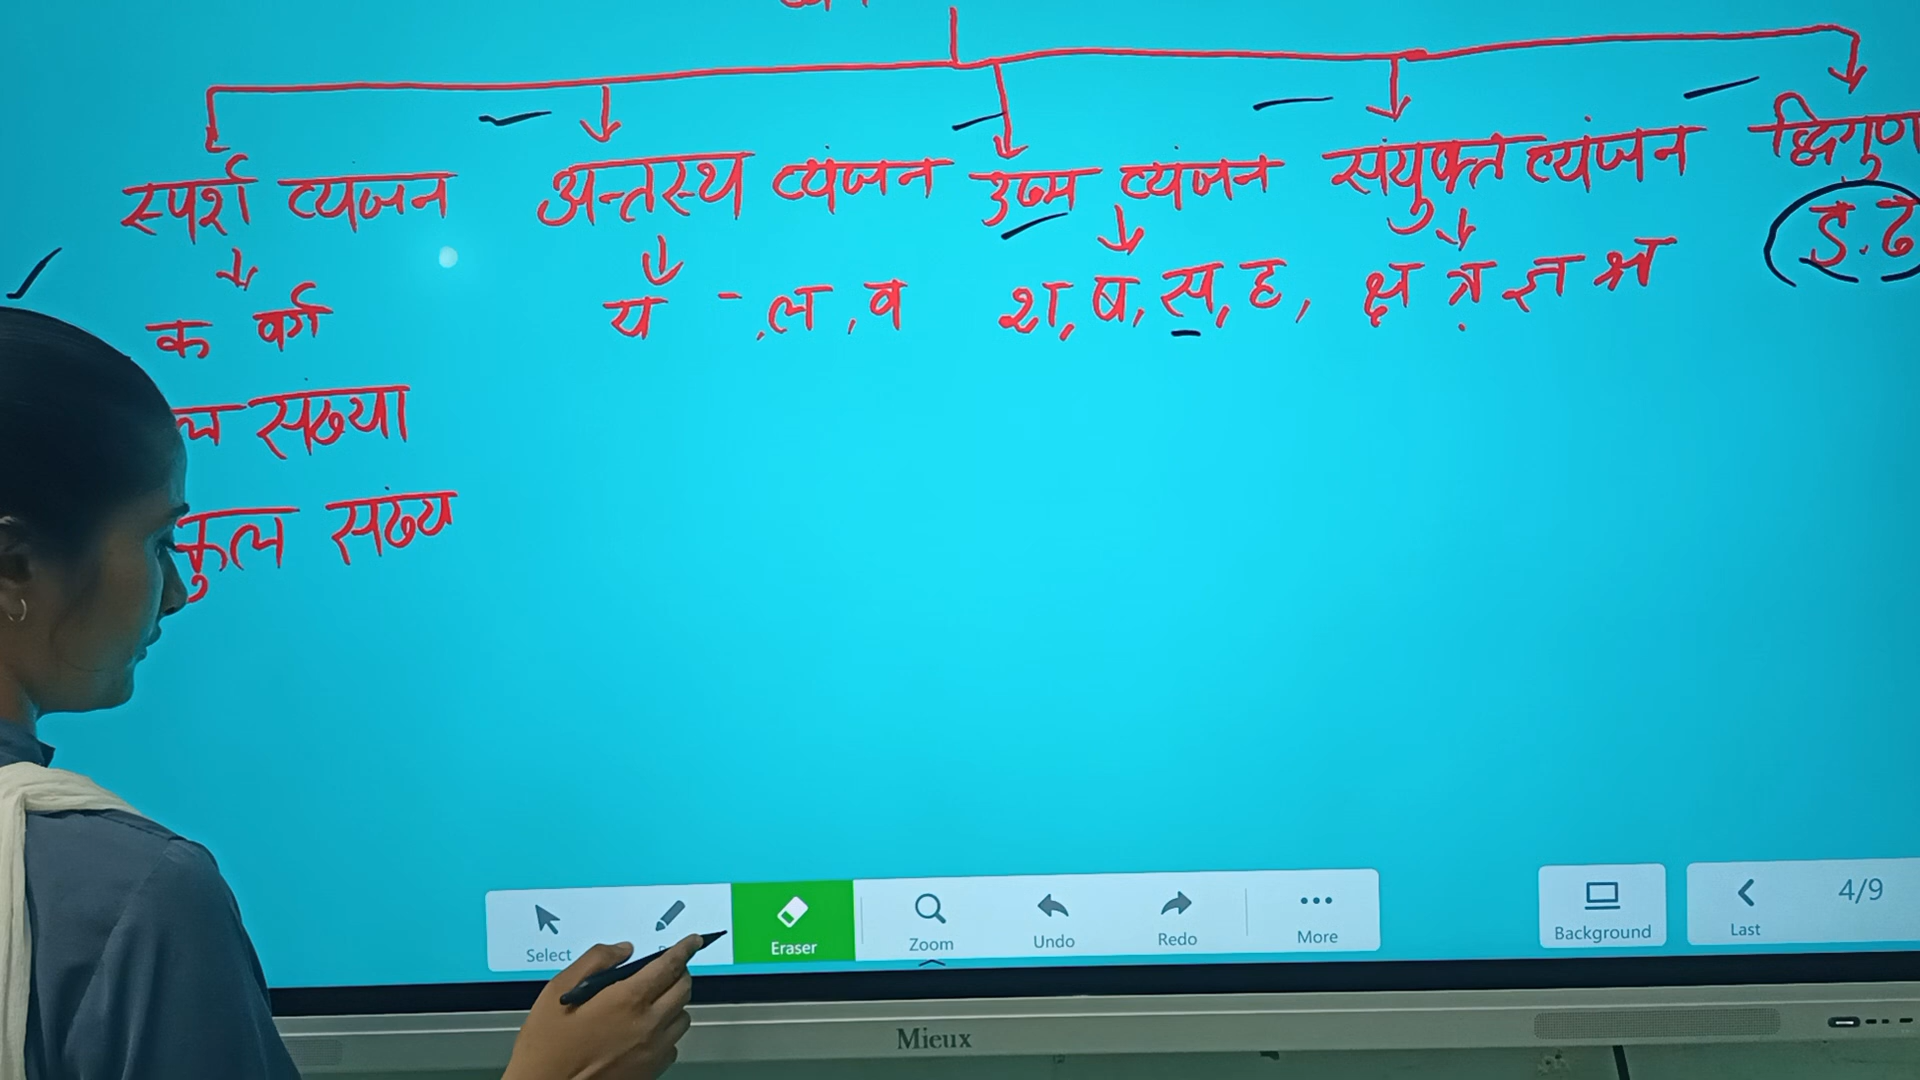 स्पर्श व्यंजन अन्तस्थ व्यंजन उष्म व्यंजन संयुक्त व्यंजन द्विगुण
क वर्ग य - ,ल ,व श,ष,स,ह, क्ष त्र ज्ञ श्र ड़.ढ़
संख्या
कुल संख्य
Select Eraser Zoom Undo Redo More Background Last 4/9
Mieux